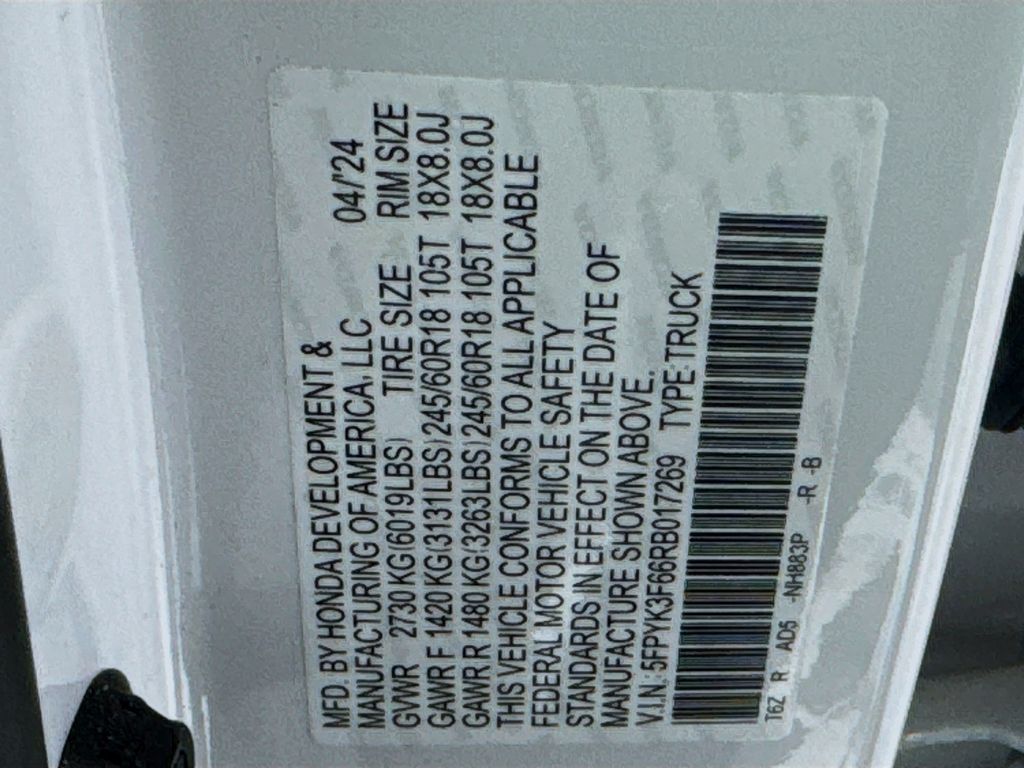 MFD. BY HONDA DEVELOPMENT &
MANUFACTURING OF AMERICA, LLC 04/'24
GVWR 2730 KG(6019LBS) TIRE SIZE RIM SIZE
GAWR F 1420 KG(3131LBS)245/60R18 105T 18X8.0J
GAWR R 1480 KG(3263LBS)245/60R18 105T 18X8.0J
THIS VEHICLE CONFORMS TO ALL APPLICABLE
FEDERAL MOTOR VEHICLE SAFETY
STANDARDS IN EFFECT ON THE DATE OF
MANUFACTURE SHOWN ABOVE.
V.I.N.:5FPYK3F66RB017269 TYPE:TRUCK
T6Z R AD5 -NH883P -R -B